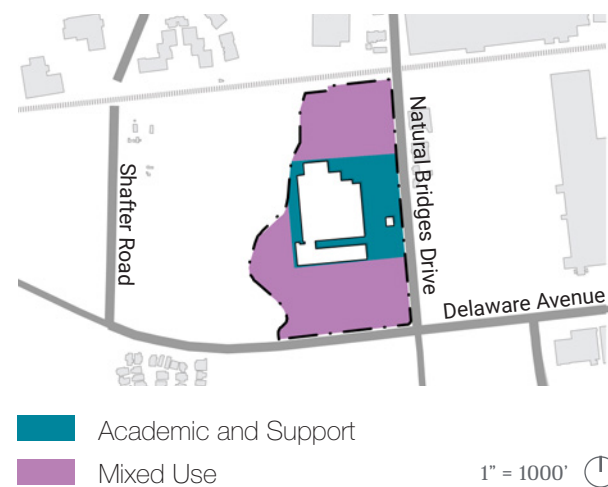 Natural Bridges Drive
Shafter Road
Delaware Avenue
Academic and Support
Mixed Use
1” = 1000’